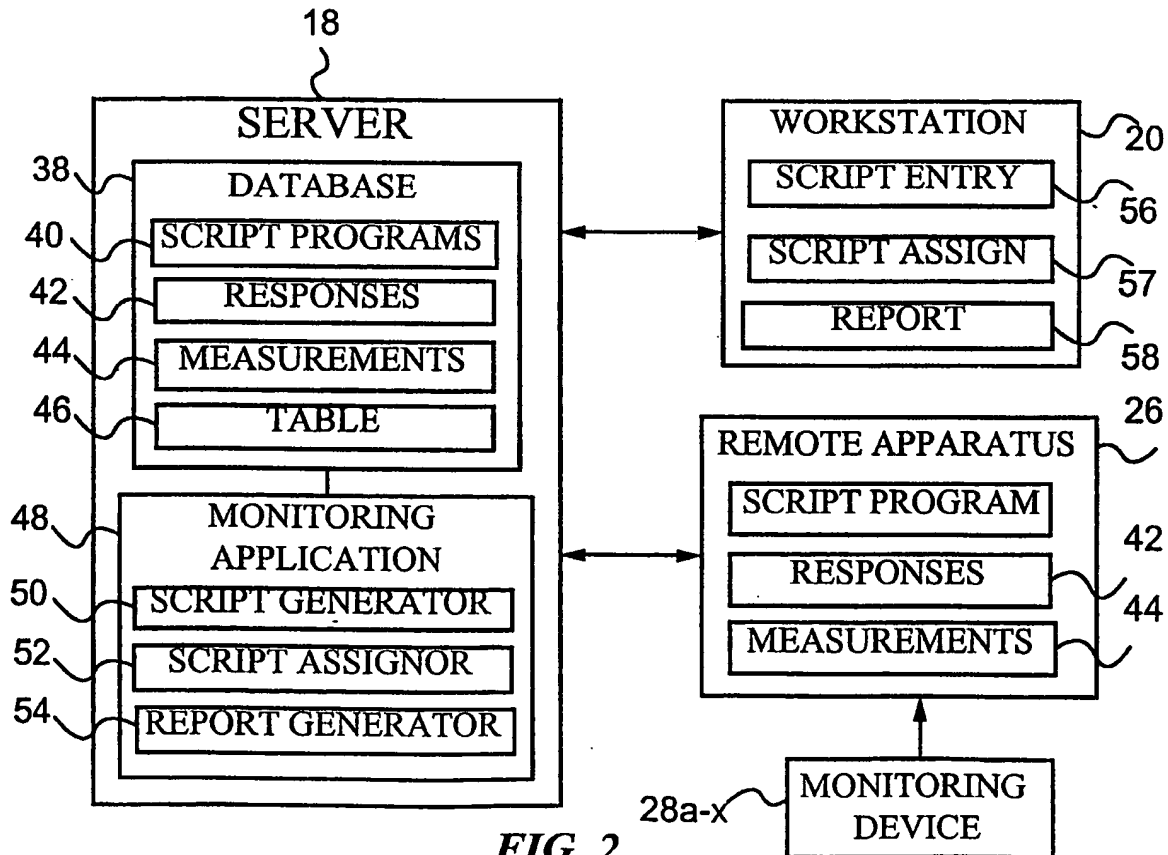 18
SERVER
38
DATABASE
40
SCRIPT PROGRAMS
42
RESPONSES
44
MEASUREMENTS
46
TABLE
48
MONITORING
APPLICATION
50
SCRIPT GENERATOR
52
SCRIPT ASSIGNOR
54
REPORT GENERATOR
WORKSTATION
20
SCRIPT ENTRY
56
SCRIPT ASSIGN
57
REPORT
58
26
REMOTE APPARATUS
SCRIPT PROGRAM
42
RESPONSES
44
MEASUREMENTS
28a-x
MONITORING
DEVICE
FIG. 2